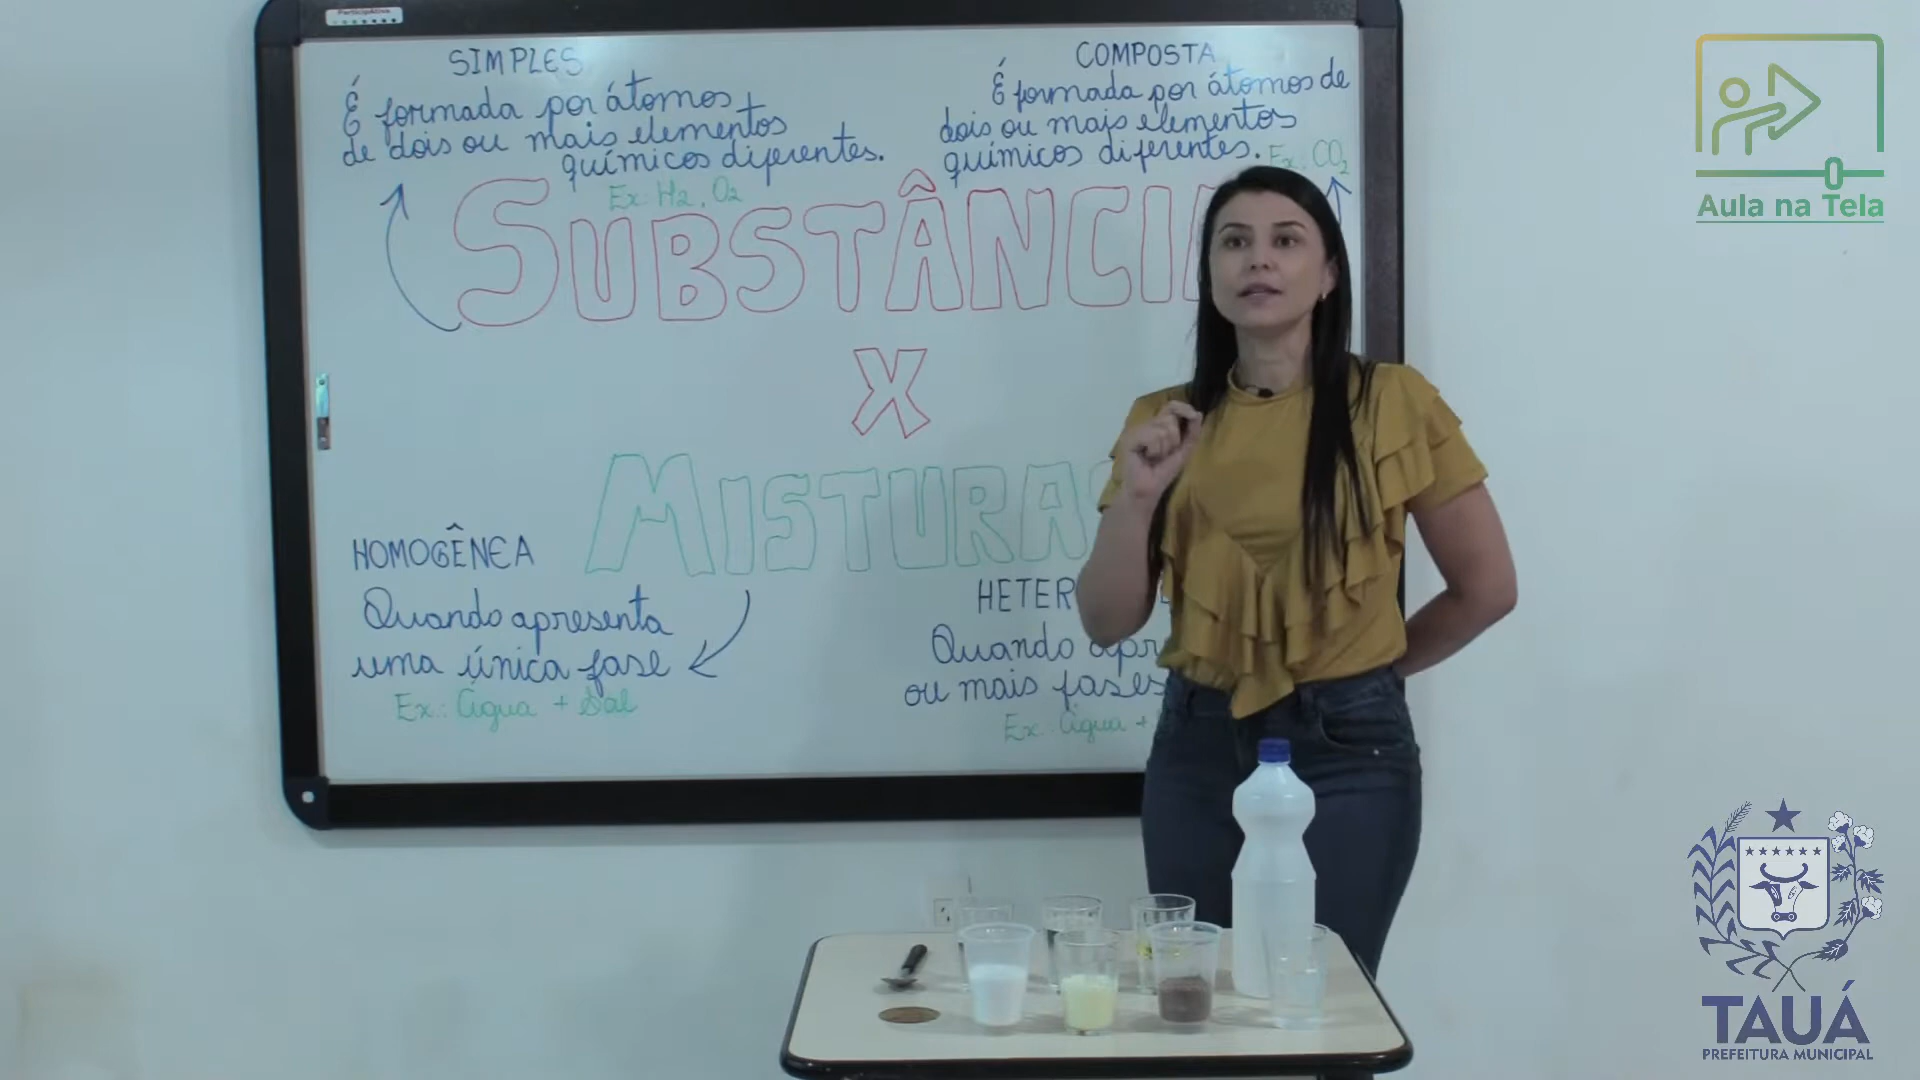 SIMPLES
É formada por átomos
de dois ou mais elementos
químicos diferentes.
Ex: H2, O2
COMPOSTA
É formada por átomos de
dois ou mais elementos
químicos diferentes. Ex: CO2
SUBSTÂNCI
X
MISTURAS
HOMOGÊNEA
Quando apresenta
uma única fase
Ex.: Água + Sal
HETER
Quando apr
ou mais fases
Ex.: Água +
Aula na Tela
TAUÁ
PREFEITURA MUNICIPAL